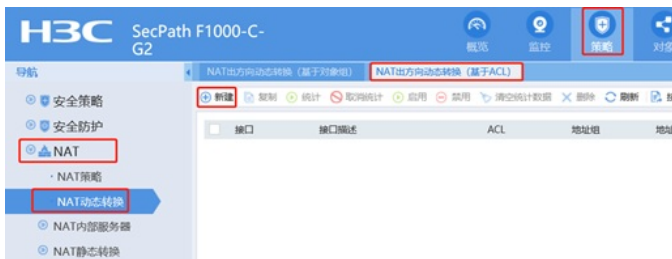 H3C SecPath F1000-C-G2
概览 监控 策略 对
导航
NAT出方向动态转换（基于对象组） NAT出方向动态转换（基于ACL）
安全策略
新建 复制 统计 取消统计 启用 禁用 清空统计数据 删除 刷新
安全防护
接口 接口描述 ACL 地址组 地址
NAT
NAT策略
NAT动态转换
NAT内部服务器
NAT静态转换